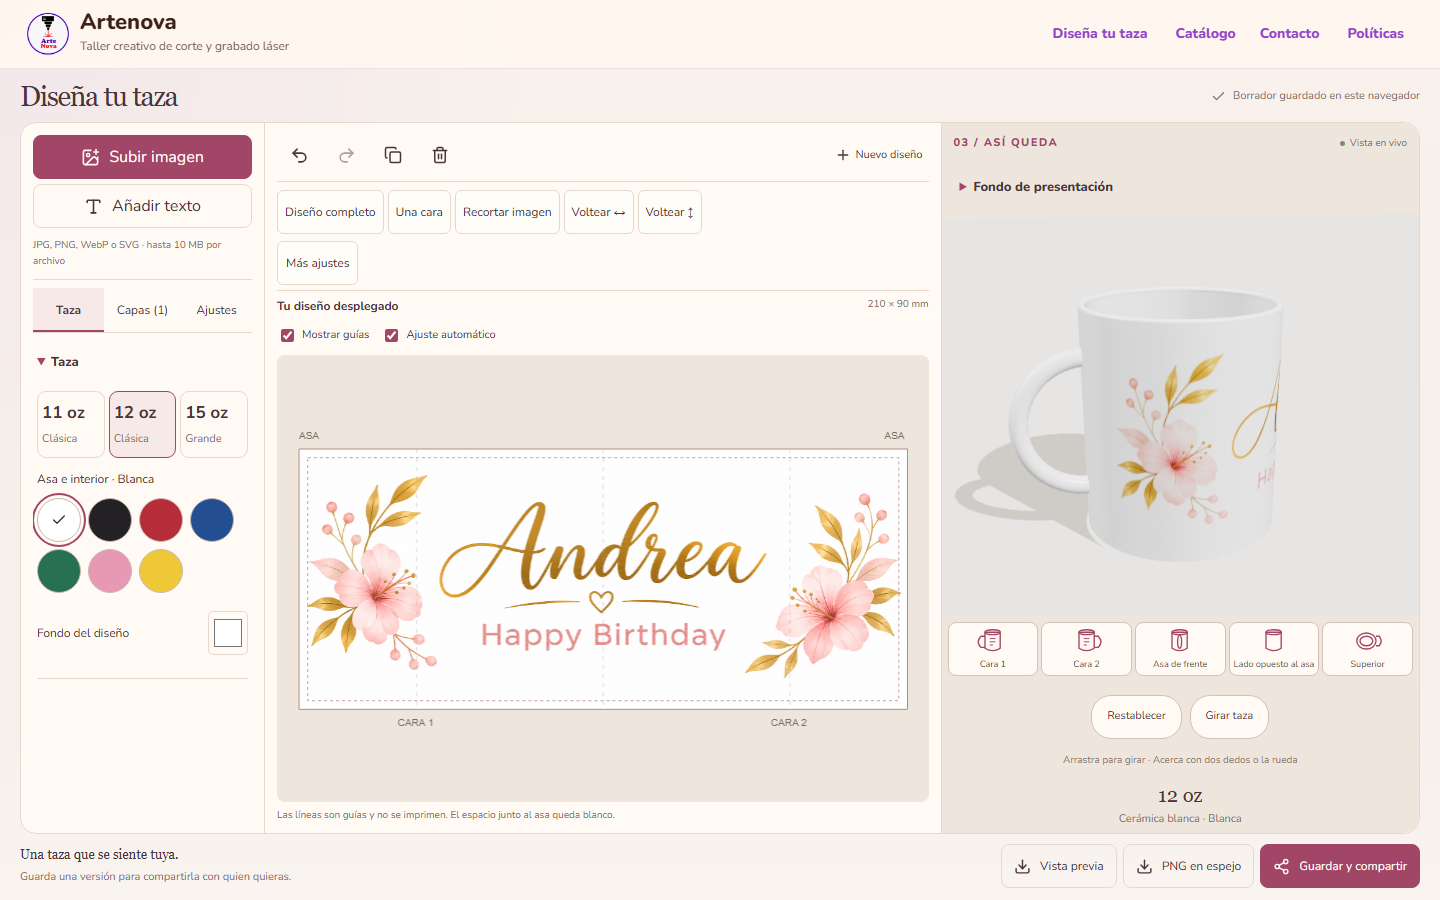 Arte
Nova
Artenova
Taller creativo de corte y grabado láser
Diseña tu taza
Catálogo
Contacto
Políticas
Diseña tu taza
Borrador guardado en este navegador
Subir imagen
Añadir texto
JPG, PNG, WebP o SVG · hasta 10 MB por
archivo
Taza
Capas (1)
Ajustes
Taza
11 oz
Clásica
12 oz
Clásica
15 oz
Grande
Asa e interior · Blanca
Fondo del diseño
Nuevo diseño
Diseño completo
Una cara
Recortar imagen
Voltear ↔
Voltear ↕
Más ajustes
Tu diseño desplegado
210 × 90 mm
Mostrar guías
Ajuste automático
ASA
ASA
Andrea
Happy Birthday
CARA 1
CARA 2
Las líneas son guías y no se imprimen. El espacio junto al asa queda blanco.
03 / ASÍ QUEDA
Vista en vivo
Fondo de presentación
Cara 1
Cara 2
Asa de frente
Lado opuesto al asa
Superior
Restablecer
Girar taza
Arrastra para girar · Acerca con dos dedos o la rueda
12 oz
Cerámica blanca · Blanca
Una taza que se siente tuya.
Guarda una versión para compartirla con quien quieras.
Vista previa
PNG en espejo
Guardar y compartir